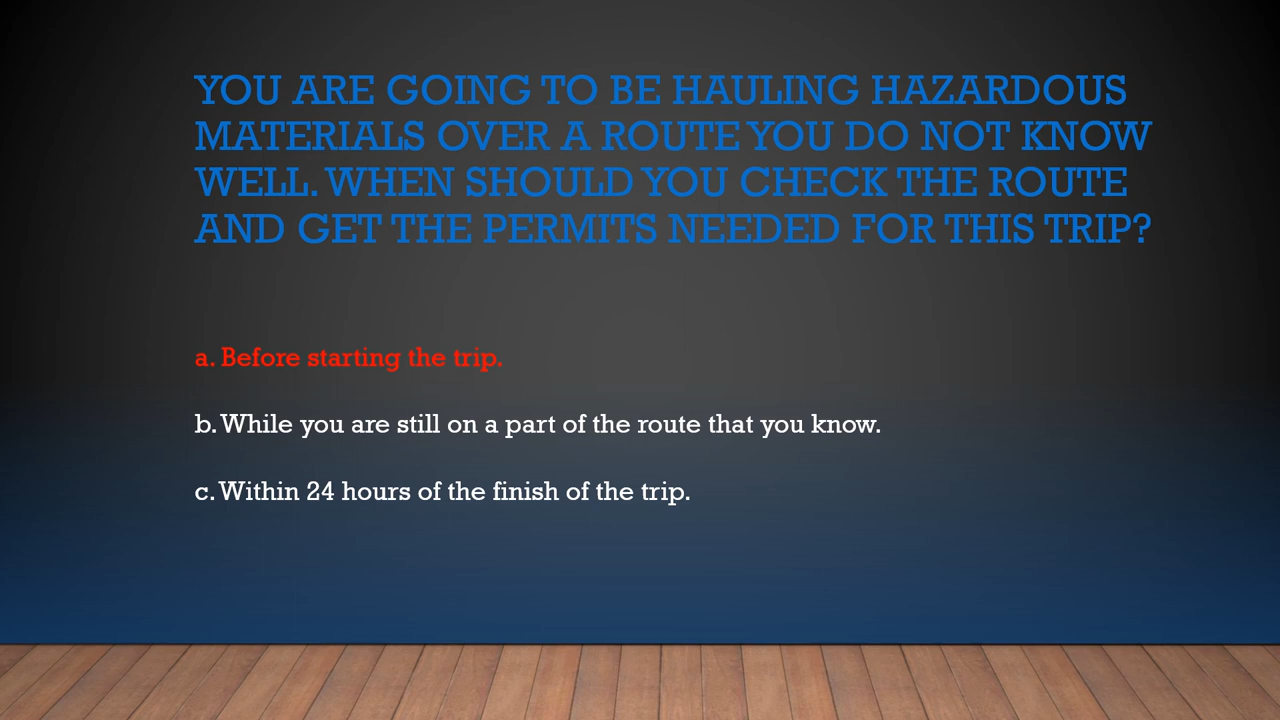 YOU ARE GOING TO BE HAULING HAZARDOUS
MATERIALS OVER A ROUTE YOU DO NOT KNOW
WELL. WHEN SHOULD YOU CHECK THE ROUTE
AND GET THE PERMITS NEEDED FOR THIS TRIP?
a. Before starting the trip.
b. While you are still on a part of the route that you know.
c. Within 24 hours of the finish of the trip.